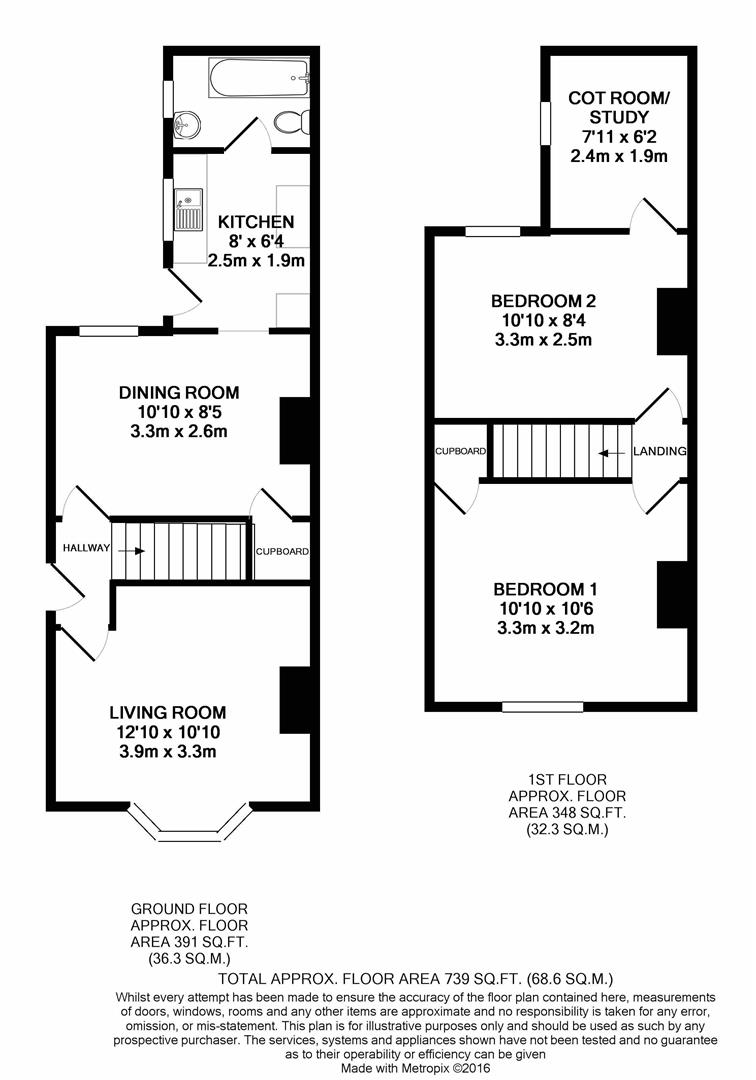 KITCHEN
8' x 6'4
2.5m x 1.9m
DINING ROOM
10'10 x 8'5
3.3m x 2.6m
HALLWAY
CUPBOARD
LIVING ROOM
12'10 x 10'10
3.9m x 3.3m
GROUND FLOOR
APPROX. FLOOR
AREA 391 SQ.FT.
(36.3 SQ.M.)
COT ROOM/
STUDY
7'11 x 6'2
2.4m x 1.9m
BEDROOM 2
10'10 x 8'4
3.3m x 2.5m
CUPBOARD
LANDING
BEDROOM 1
10'10 x 10'6
3.3m x 3.2m
1ST FLOOR
APPROX. FLOOR
AREA 348 SQ.FT.
(32.3 SQ.M.)
TOTAL APPROX. FLOOR AREA 739 SQ.FT. (68.6 SQ.M.)
Whilst every attempt has been made to ensure the accuracy of the floor plan contained here, measurements
of doors, windows, rooms and any other items are approximate and no responsibility is taken for any error,
omission, or mis-statement. This plan is for illustrative purposes only and should be used as such by any
prospective purchaser. The services, systems and appliances shown have not been tested and no guarantee
as to their operability or efficiency can be given
Made with Metropix ©2016